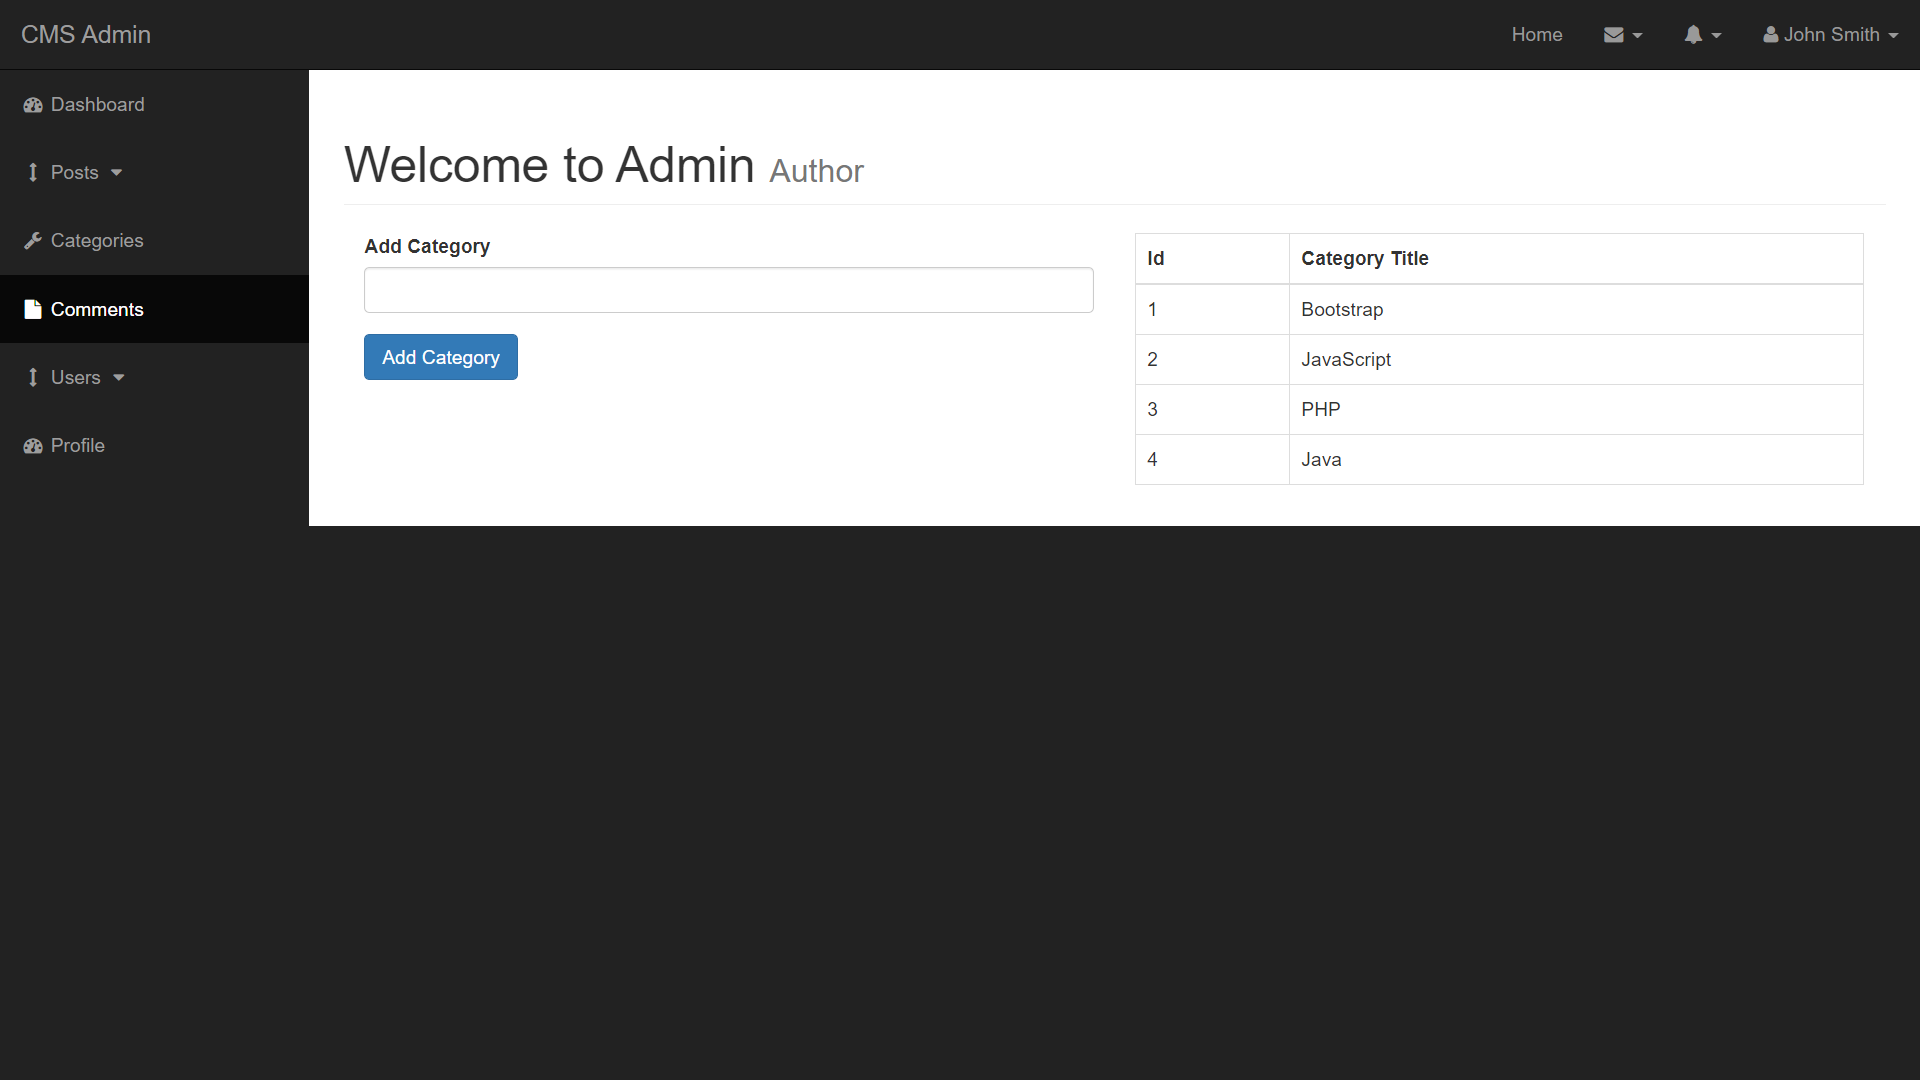 CMS Admin
Home
John Smith
Dashboard
Posts
Categories
Comments
Users
Profile
Welcome to Admin Author
Add Category
Add Category
Id Category Title
1 Bootstrap
2 JavaScript
3 PHP
4 Java